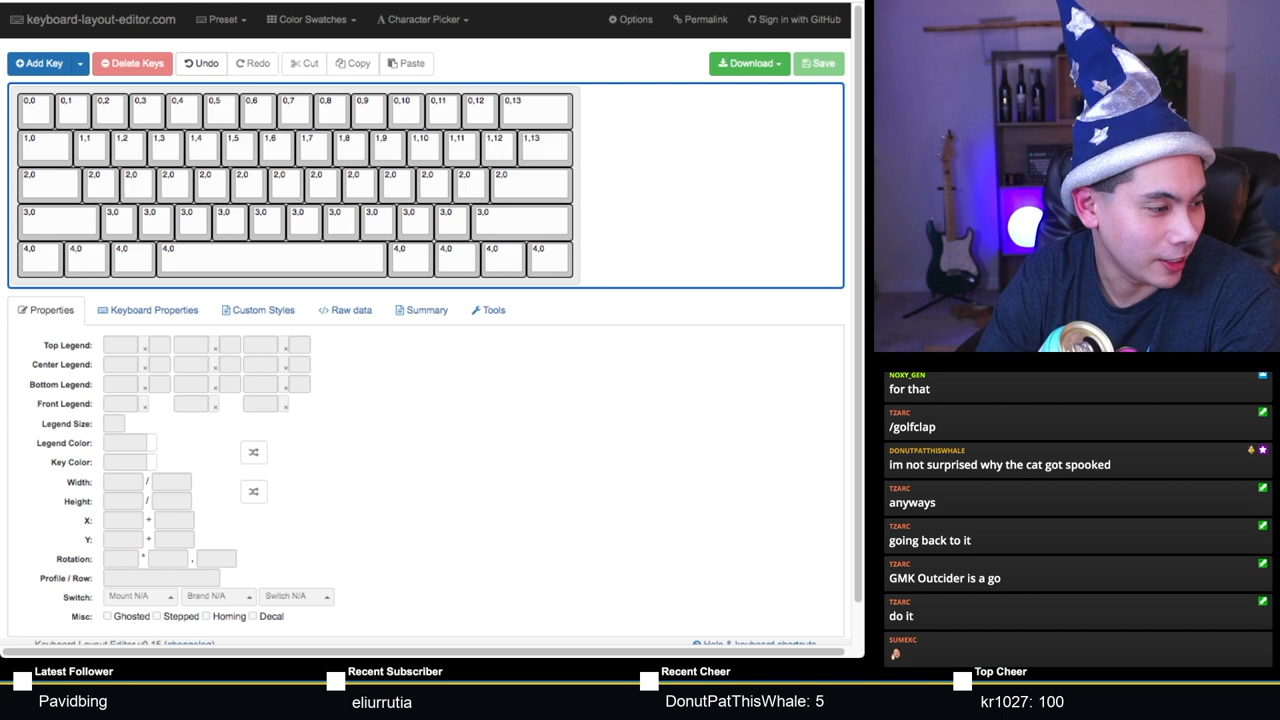 keyboard-layout-editor.com Preset Color Swatches Character Picker Options Permalink Sign in with GitHub
Add Key Delete Keys Undo Redo Cut Copy Paste Download Save
0,0 0,1 0,2 0,3 0,4 0,5 0,6 0,7 0,8 0,9 0,10 0,11 0,12 0,13
1,0 1,1 1,2 1,3 1,4 1,5 1,6 1,7 1,8 1,9 1,10 1,11 1,12 1,13
2,0 2,0 2,0 2,0 2,0 2,0 2,0 2,0 2,0 2,0 2,0 2,0 2,0
3,0 3,0 3,0 3,0 3,0 3,0 3,0 3,0 3,0 3,0 3,0 3,0
4,0 4,0 4,0 4,0 4,0 4,0 4,0 4,0
Properties Keyboard Properties Custom Styles Raw data Summary Tools
Top Legend:
Center Legend:
Bottom Legend:
Front Legend:
Legend Size:
Legend Color:
Key Color:
Width: /
Height: /
X: +
Y: +
Rotation: ° ,
Profile / Row:
Switch: Mount N/A Brand N/A Switch N/A
Misc: Ghosted Stepped Homing Decal
NOXY_GEN
for that
TZARC
/golfclap
DONUTPATTHISWHALE
im not surprised why the cat got spooked
TZARC
anyways
TZARC
going back to it
TZARC
GMK Outcider is a go
TZARC
do it
SUMEXC
Latest Follower Recent Subscriber Recent Cheer Top Cheer
Pavidbing eliurrutia DonutPatThisWhale: 5 kr1027: 100